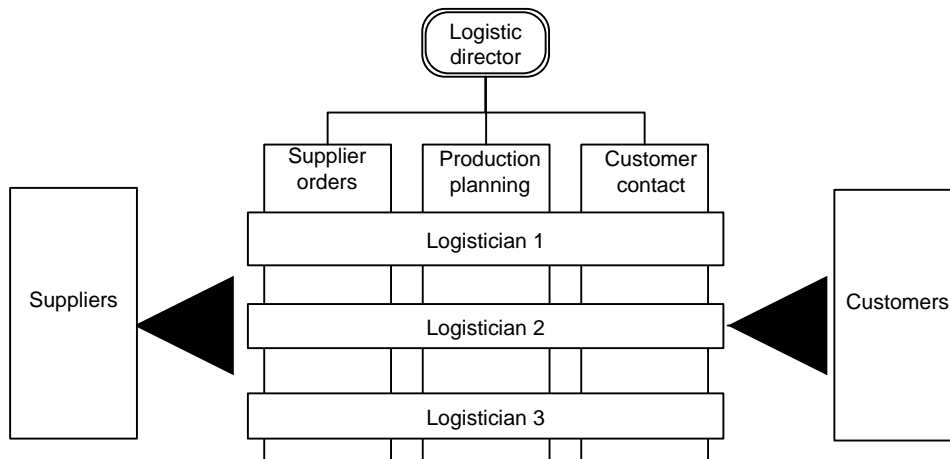 Logistic
director
Supplier
orders
Production
planning
Customer
contact
Logistician 1
Suppliers
Logistician 2
Customers
Logistician 3